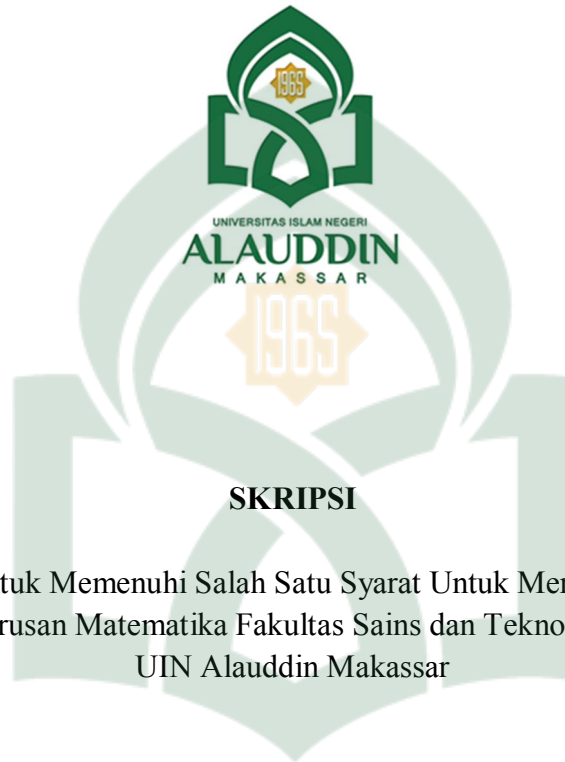 1965
UNIVERSITAS ISLAM NEGERI
ALAUDDIN
MAKASSAR
1965
SKRIPSI
tuk Memenuhi Salah Satu Syarat Untuk Mer
rusan Matematika Fakultas Sains dan Tekno
UIN Alauddin Makassar